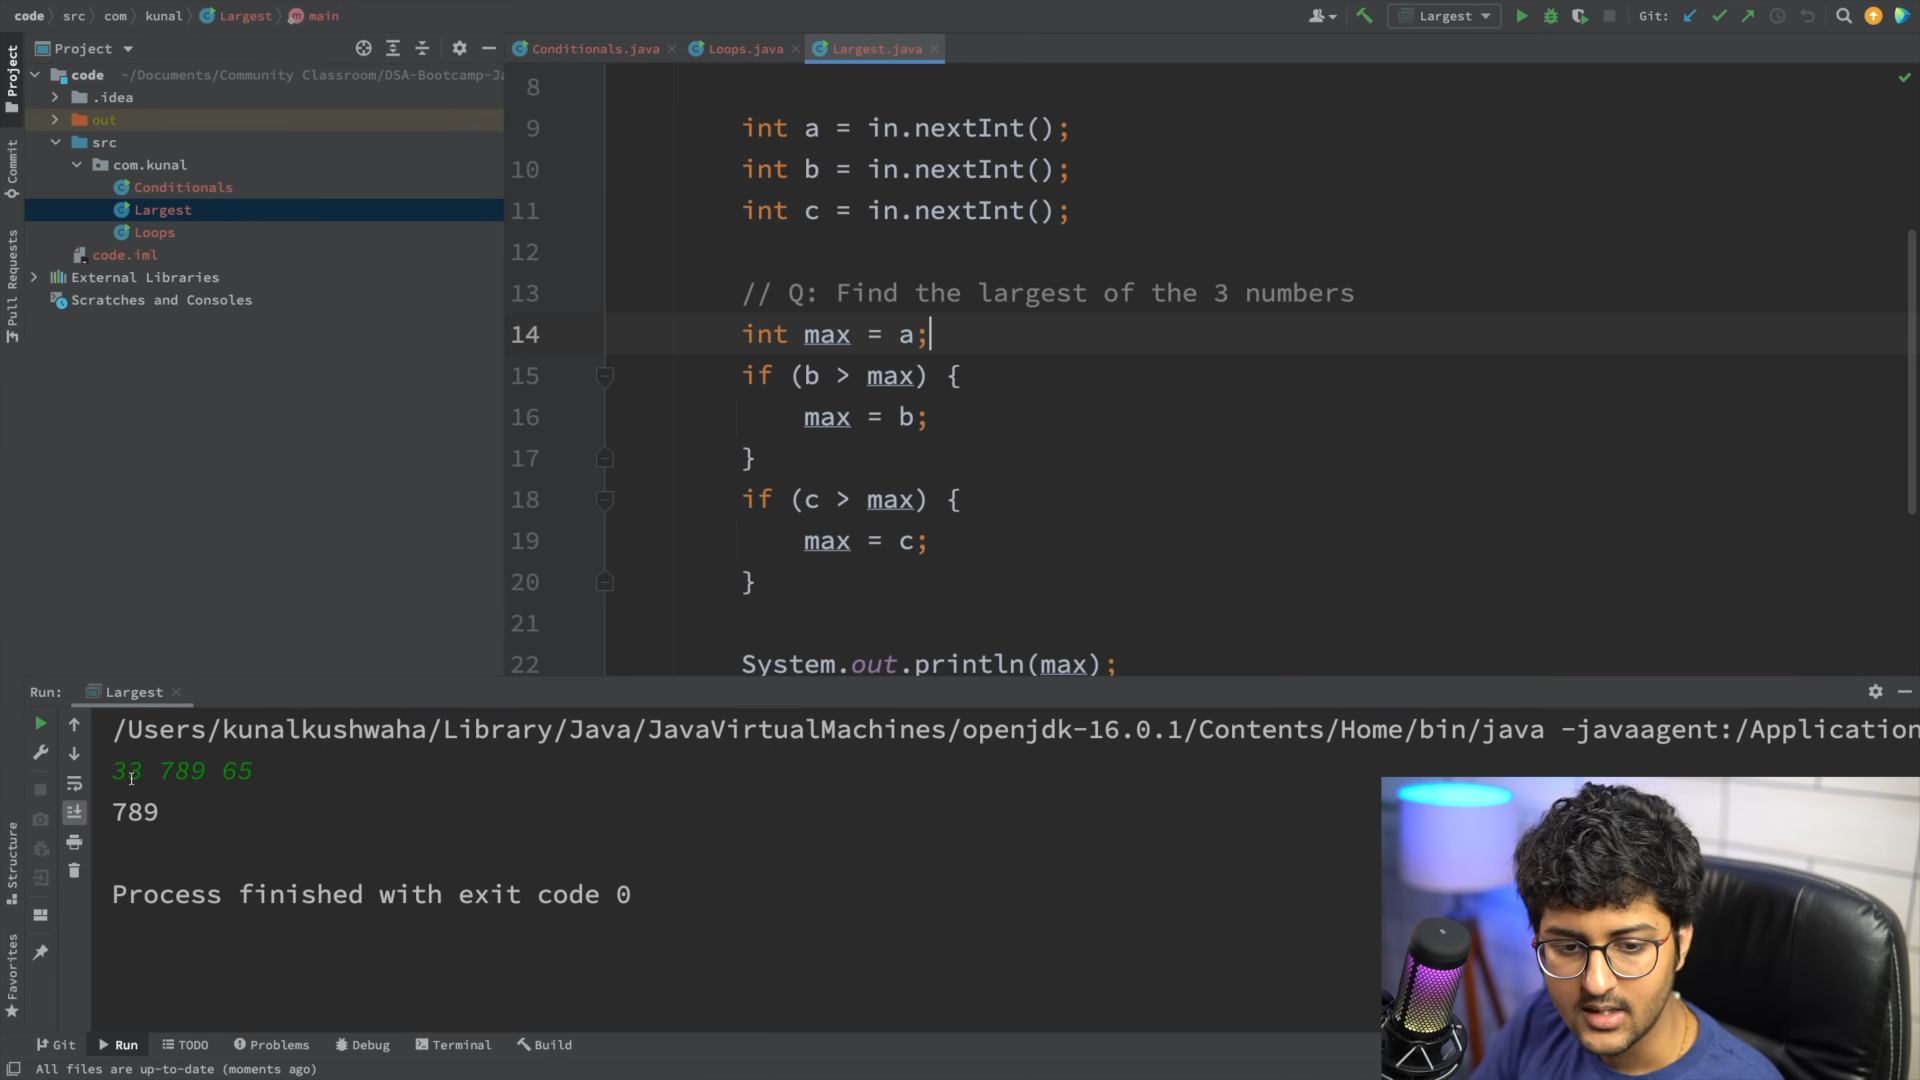 code src com kunal Largest main
Largest
Git:
Project
Conditionals.java
Loops.java
Largest.java
Project
Commit
Pull Requests
Structure
Favorites
code ~/Documents/Community Classroom/DSA-Bootcamp-Ja
.idea
out
src
com.kunal
Conditionals
Largest
Loops
code.iml
External Libraries
Scratches and Consoles
8
9 int a = in.nextInt();
10 int b = in.nextInt();
11 int c = in.nextInt();
12
13 // Q: Find the largest of the 3 numbers
14 int max = a;
15 if (b > max) {
16 max = b;
17 }
18 if (c > max) {
19 max = c;
20 }
21
22 System.out.println(max);
Run: Largest
/Users/kunalkushwaha/Library/Java/JavaVirtualMachines/openjdk-16.0.1/Contents/Home/bin/java -javaagent:/Application
33 789 65
789
Process finished with exit code 0
Git Run TODO Problems Debug Terminal Build
All files are up-to-date (moments ago)